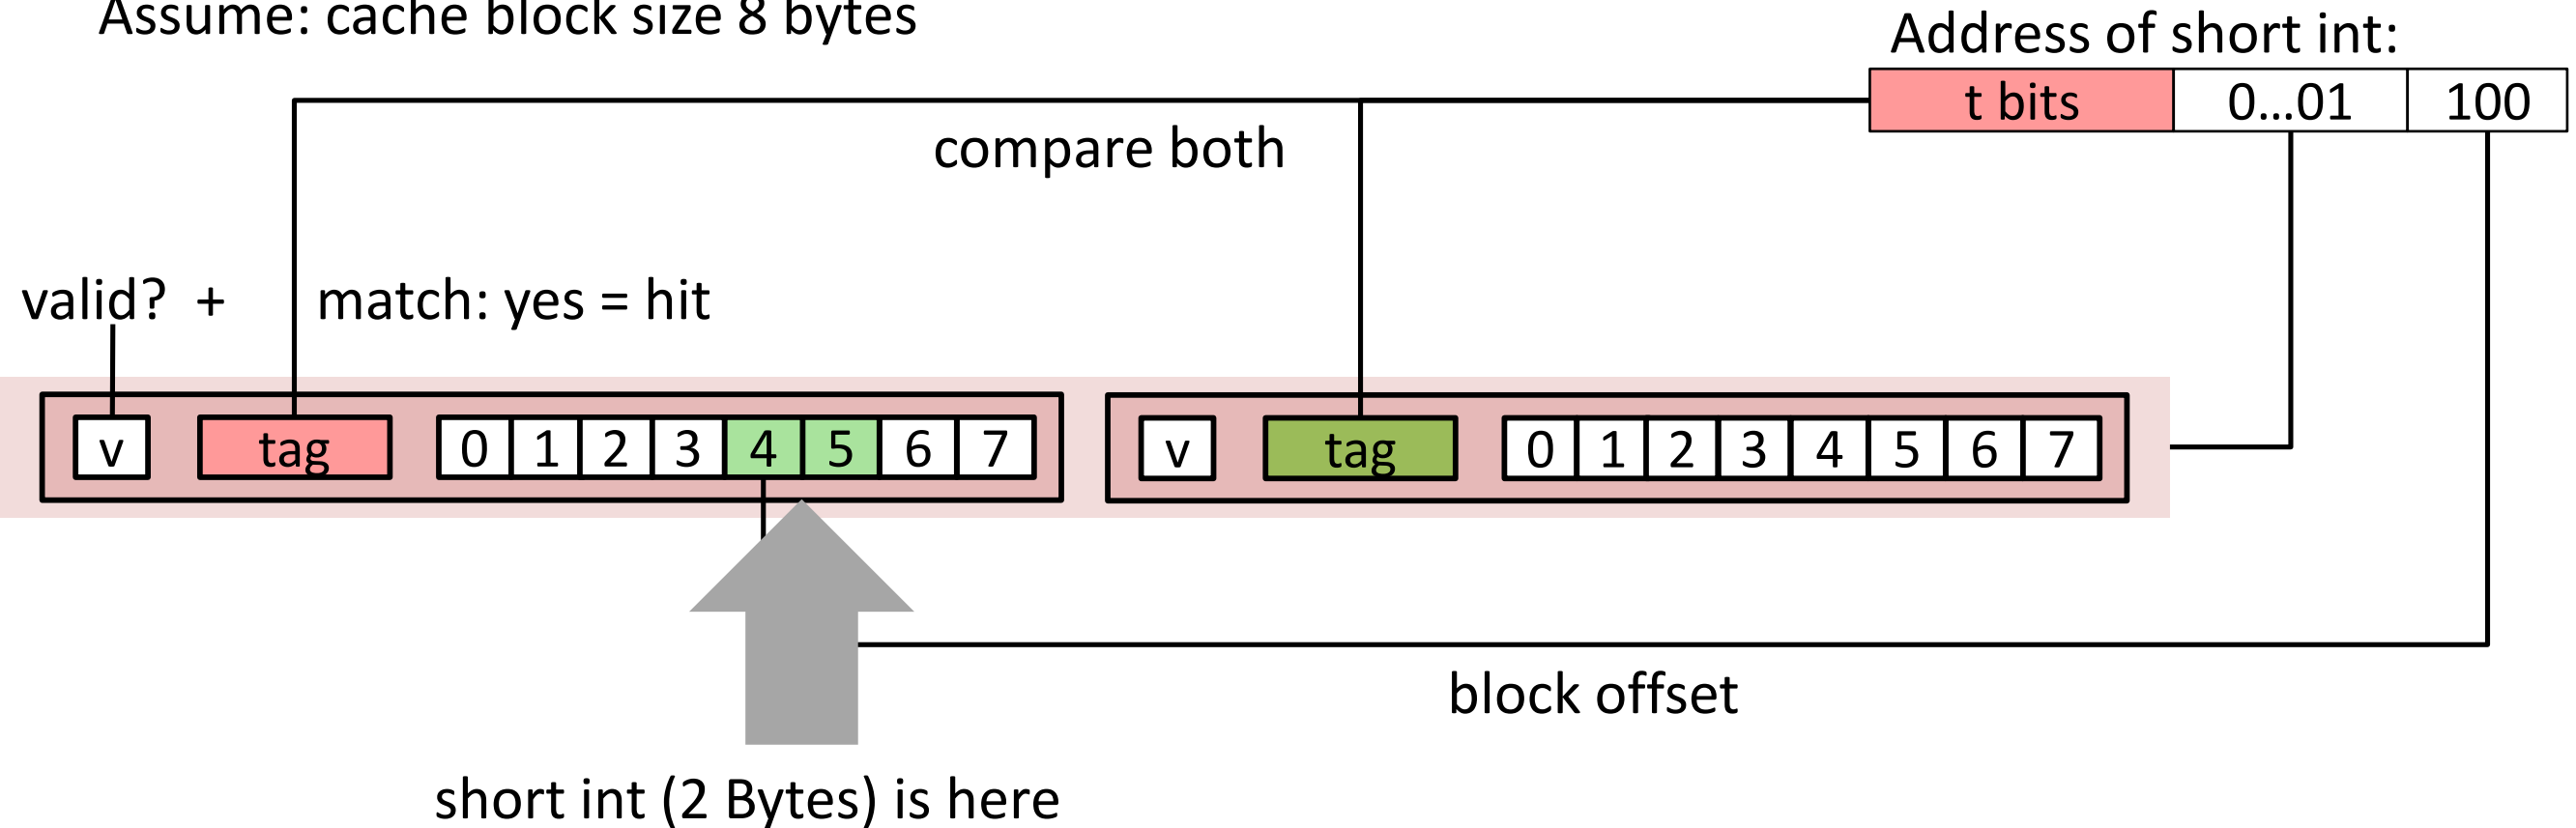 Assume: cache block size 8 bytes
Address of short int:
t bits 0...01 100
compare both
valid? + match: yes = hit
v tag 0 1 2 3 4 5 6 7 v tag 0 1 2 3 4 5 6 7
block offset
short int (2 Bytes) is here